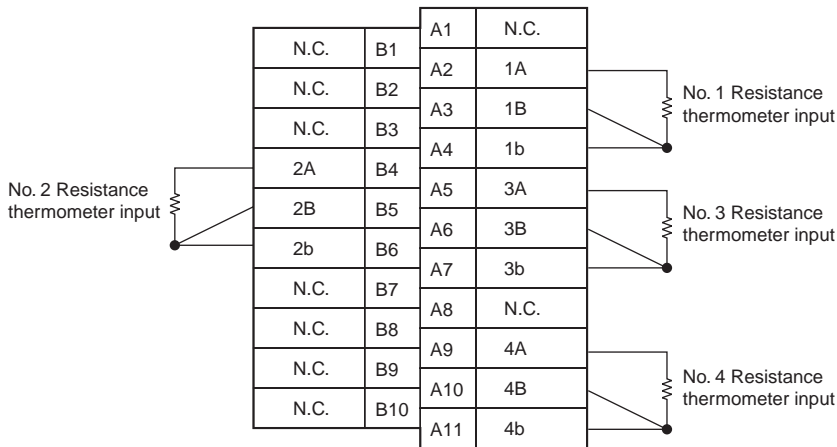 A1 N.C.
N.C. B1
A2 1A
N.C. B2
A3 1B
No. 1 Resistance
thermometer input
N.C. B3
A4 1b
2A B4
A5 3A
No. 2 Resistance
thermometer input
2B B5
A6 3B
No. 3 Resistance
thermometer input
2b B6
A7 3b
N.C. B7
A8 N.C.
N.C. B8
A9 4A
N.C. B9
A10 4B
No. 4 Resistance
thermometer input
N.C. B10
A11 4b